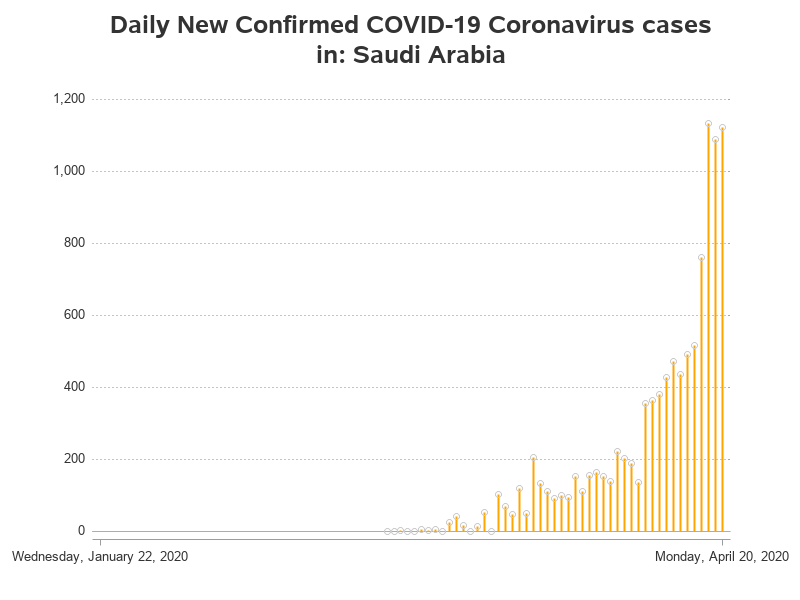 Daily New Confirmed COVID-19 Coronavirus cases
in: Saudi Arabia
1,200
1,000
800
600
400
200
0
Wednesday, January 22, 2020
Monday, April 20, 2020